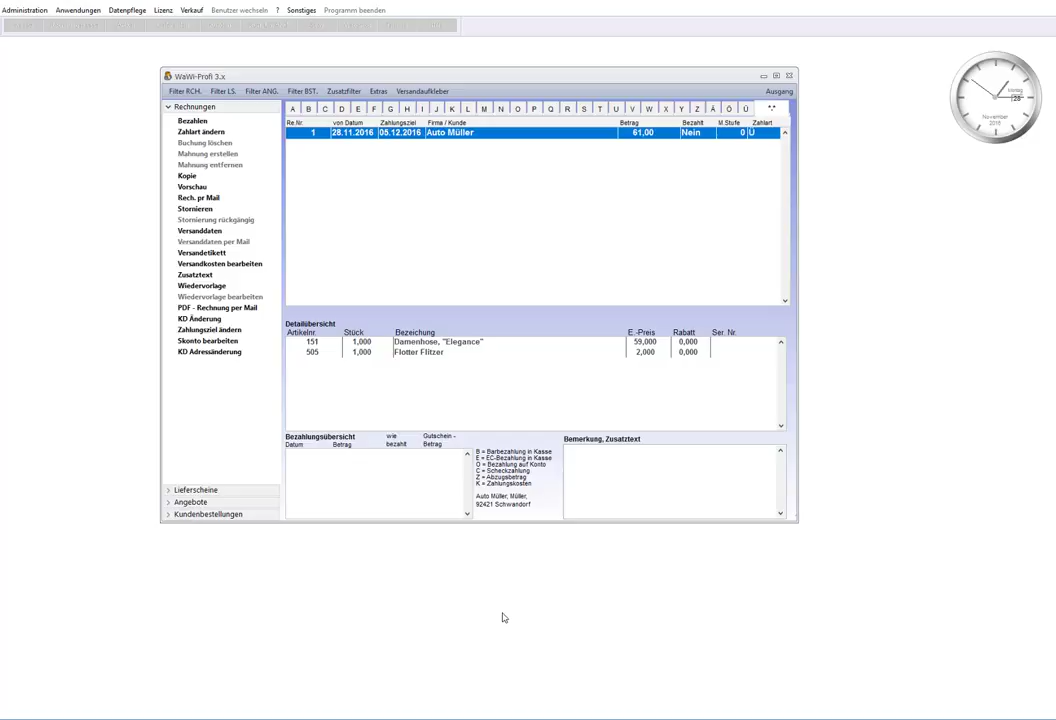 Administration Anwendungen Datenpflege Lizenz Verkauf Benutzer wechseln ? Sonstiges Programm beenden
WaWi-Profi 3.x
Filter RCH. Filter LS. Filter ANG. Filter BST. Zusatzfilter Extras Versandaufkleber Ausgang
Rechnungen
Bezahlen
Zahlart ändern
Buchung löschen
Mahnung erstellen
Mahnung entfernen
Kopie
Vorschau
Rech. pr Mail
Stornieren
Stornierung rückgängig
Versanddaten
Versanddaten per Mail
Versandetikett
Versandkosten bearbeiten
Zusatztext
Wiedervorlage
Wiedervorlage bearbeiten
PDF - Rechnung per Mail
KD Änderung
Zahlungsziel ändern
Skonto bearbeiten
KD Adressänderung
Lieferscheine
Angebote
Kundenbestellungen
A B C D E F G H I J K L M N O P Q R S T U V W X Y Z Ä Ö Ü *.*
Re.Nr. von Datum Zahlungsziel Firma / Kunde Betrag Bezahlt M.Stufe Zahlart
1 28.11.2016 05.12.2016 Auto Müller 61,00 Nein 0 Ü
Detailübersicht
Artikelnr. Stück Bezeichung E.-Preis Rabatt Ser. Nr.
151 1,000 Damenhose, "Elegance" 59,000 0,000
505 1,000 Flotter Flitzer 2,000 0,000
Bezahlungsübersicht
Datum Betrag wie bezahlt Gutschein - Betrag
B = Barbezahlung in Kasse
E = EC-Bezahlung in Kasse
O = Bezahlung auf Konto
C = Scheckzahlung
Z = Abzugsbetrag
K = Zahlungskosten
Auto Müller, Müller,
92421 Schwandorf
Bemerkung, Zusatztext
Montag
28
November
2016